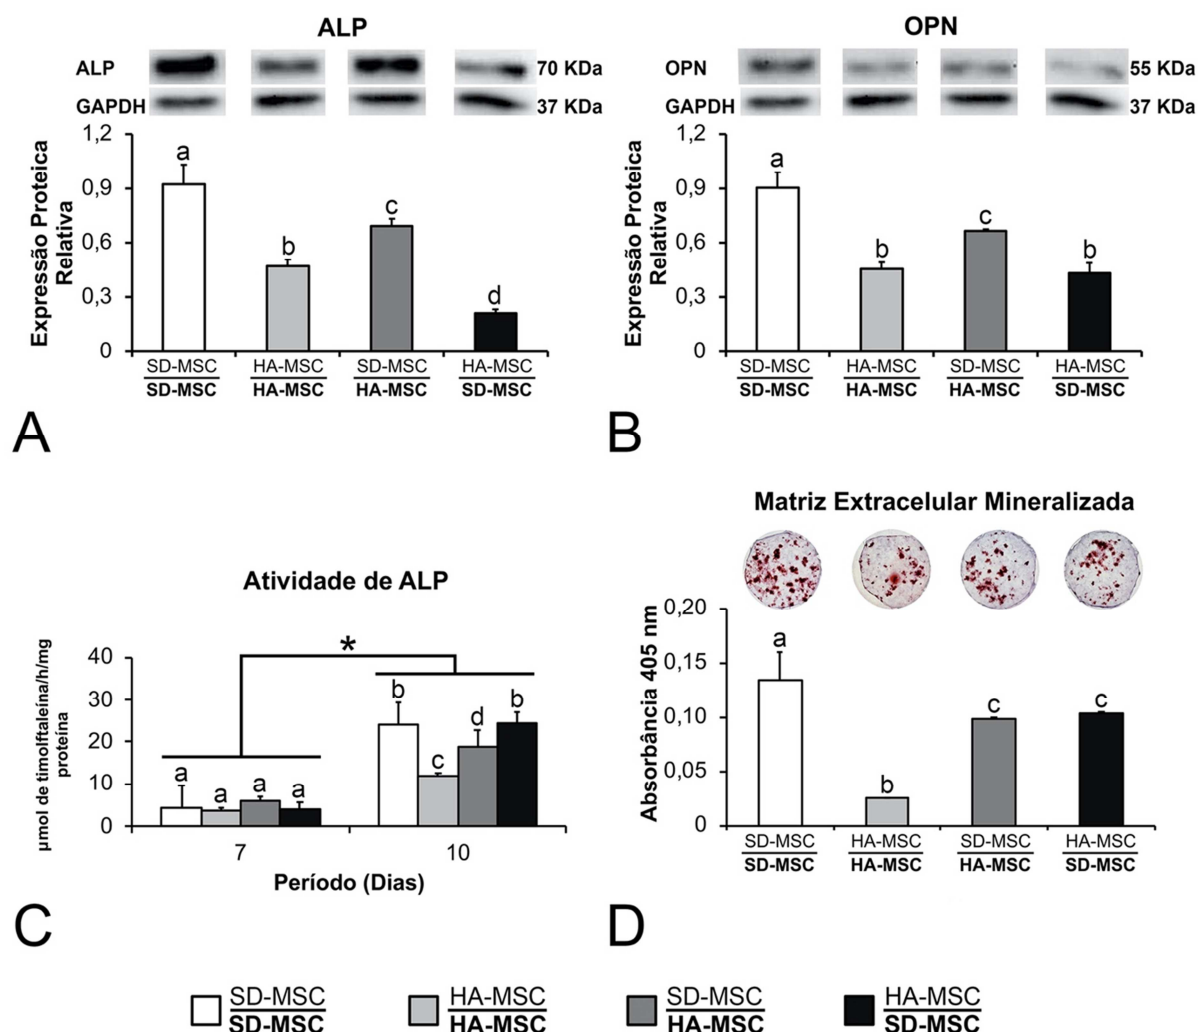 ALP
ALP
70 KDa
GAPDH
37 KDa
Expressão Proteica
Relativa
1,2
0,9
0,6
0,3
0
a
b
c
d
SD-MSC
SD-MSC
HA-MSC
HA-MSC
SD-MSC
HA-MSC
HA-MSC
SD-MSC
A
OPN
OPN
55 KDa
GAPDH
37 KDa
Expressão Proteica
Relativa
1,2
0,9
0,6
0,3
0
a
b
c
b
SD-MSC
SD-MSC
HA-MSC
HA-MSC
SD-MSC
HA-MSC
HA-MSC
SD-MSC
B
Atividade de ALP
µmol de timolftaleína/h/mg
proteína
40
30
20
10
0
*
a
a
a
a
b
c
d
b
7
10
Período (Dias)
C
Matriz Extracelular Mineralizada
Absorbância 405 nm
0,20
0,15
0,10
0,05
0
a
b
c
c
SD-MSC
SD-MSC
HA-MSC
HA-MSC
SD-MSC
HA-MSC
HA-MSC
SD-MSC
D
SD-MSC
SD-MSC
HA-MSC
HA-MSC
SD-MSC
HA-MSC
HA-MSC
SD-MSC